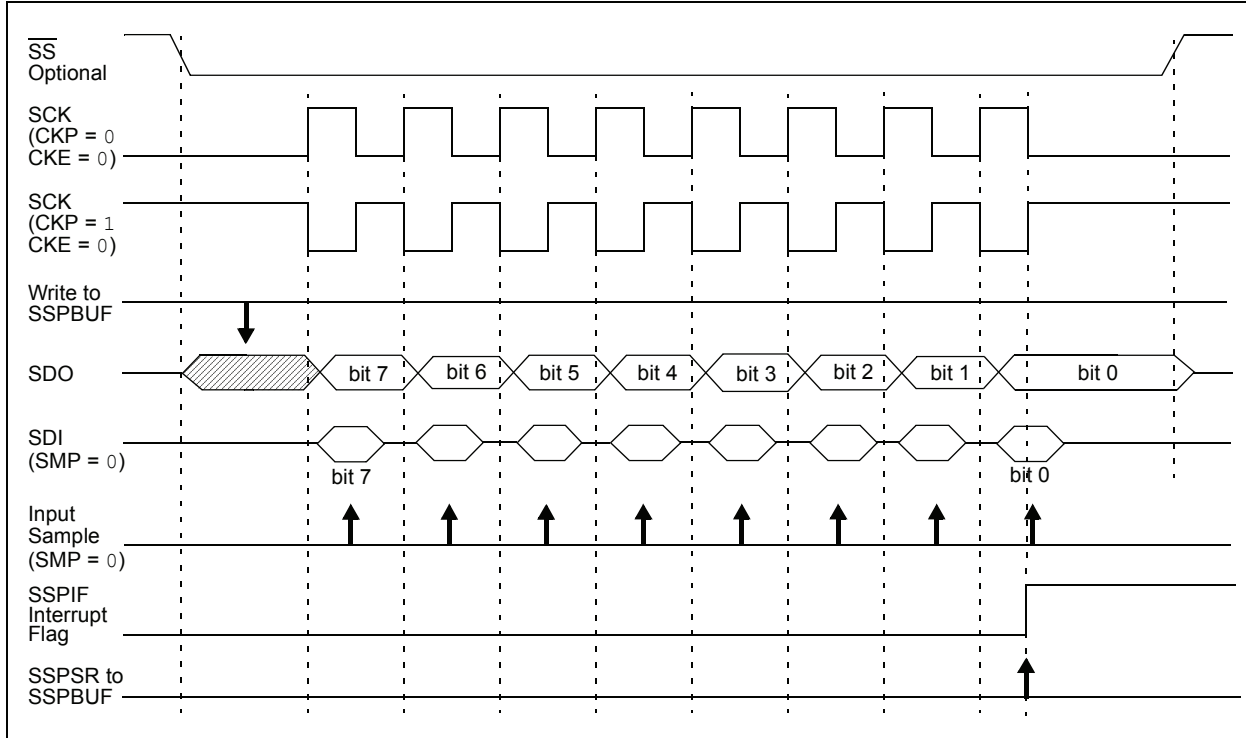 SS
Optional
SCK
(CKP = 0
CKE = 0)
SCK
(CKP = 1
CKE = 0)
Write to
SSPBUF
SDO
bit 7 bit 6 bit 5 bit 4 bit 3 bit 2 bit 1 bit 0
SDI
(SMP = 0)
bit 7 bit 0
Input
Sample
(SMP = 0)
SSPIF
Interrupt
Flag
SSPSR to
SSPBUF